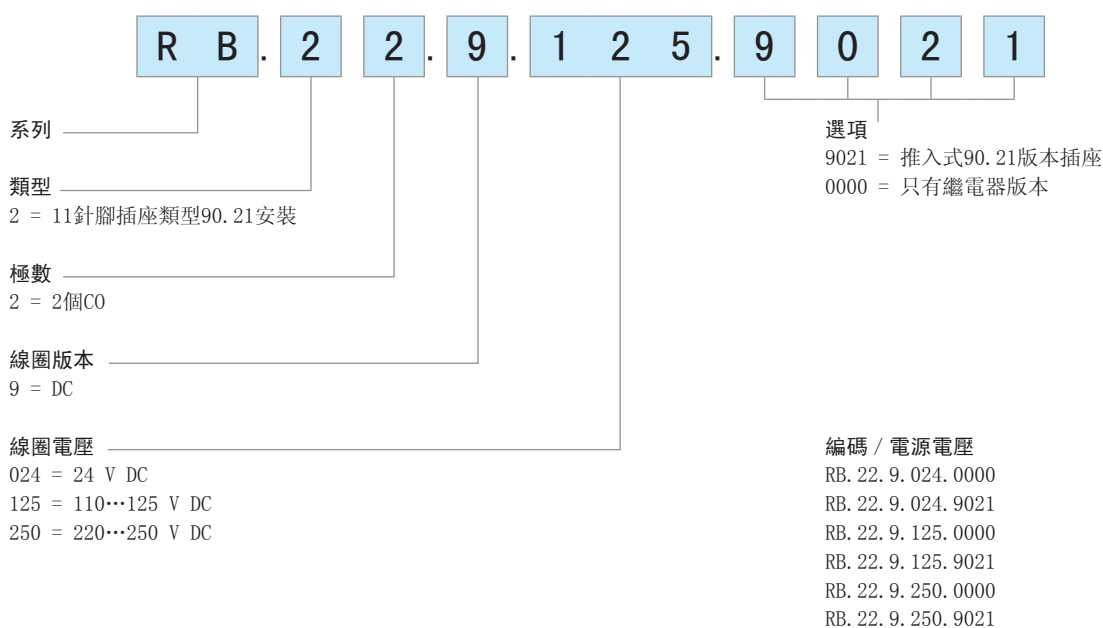 R B . 2 2 . 9 . 1 2 5 . 9 0 2 1
系列
類型
2 = 11針腳插座類型90.21安裝
極數
2 = 2個CO
線圈版本
9 = DC
線圈電壓
024 = 24 V DC
125 = 110…125 V DC
250 = 220…250 V DC
選項
9021 = 推入式90.21版本插座
0000 = 只有繼電器版本
編碼 / 電源電壓
RB.22.9.024.0000
RB.22.9.024.9021
RB.22.9.125.0000
RB.22.9.125.9021
RB.22.9.250.0000
RB.22.9.250.9021